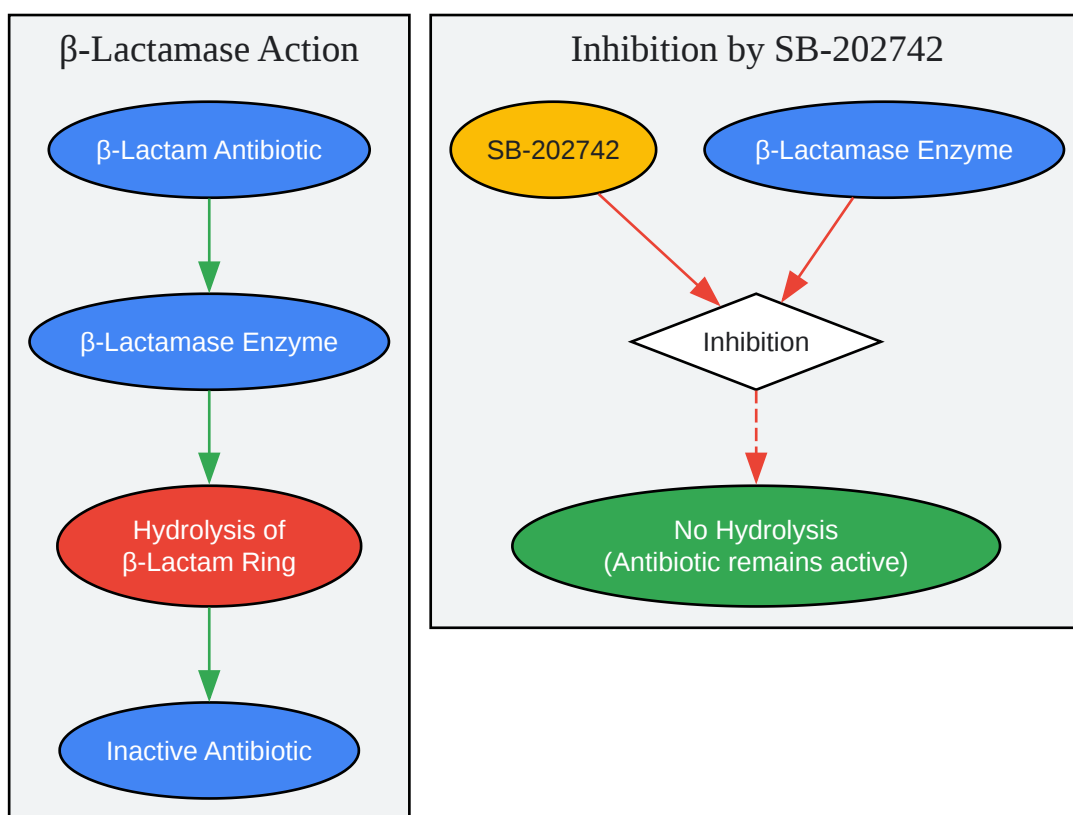 β-Lactamase Action
β-Lactam Antibiotic
β-Lactamase Enzyme
Hydrolysis of
β-Lactam Ring
Inactive Antibiotic
Inhibition by SB-202742
SB-202742
β-Lactamase Enzyme
Inhibition
No Hydrolysis
(Antibiotic remains active)